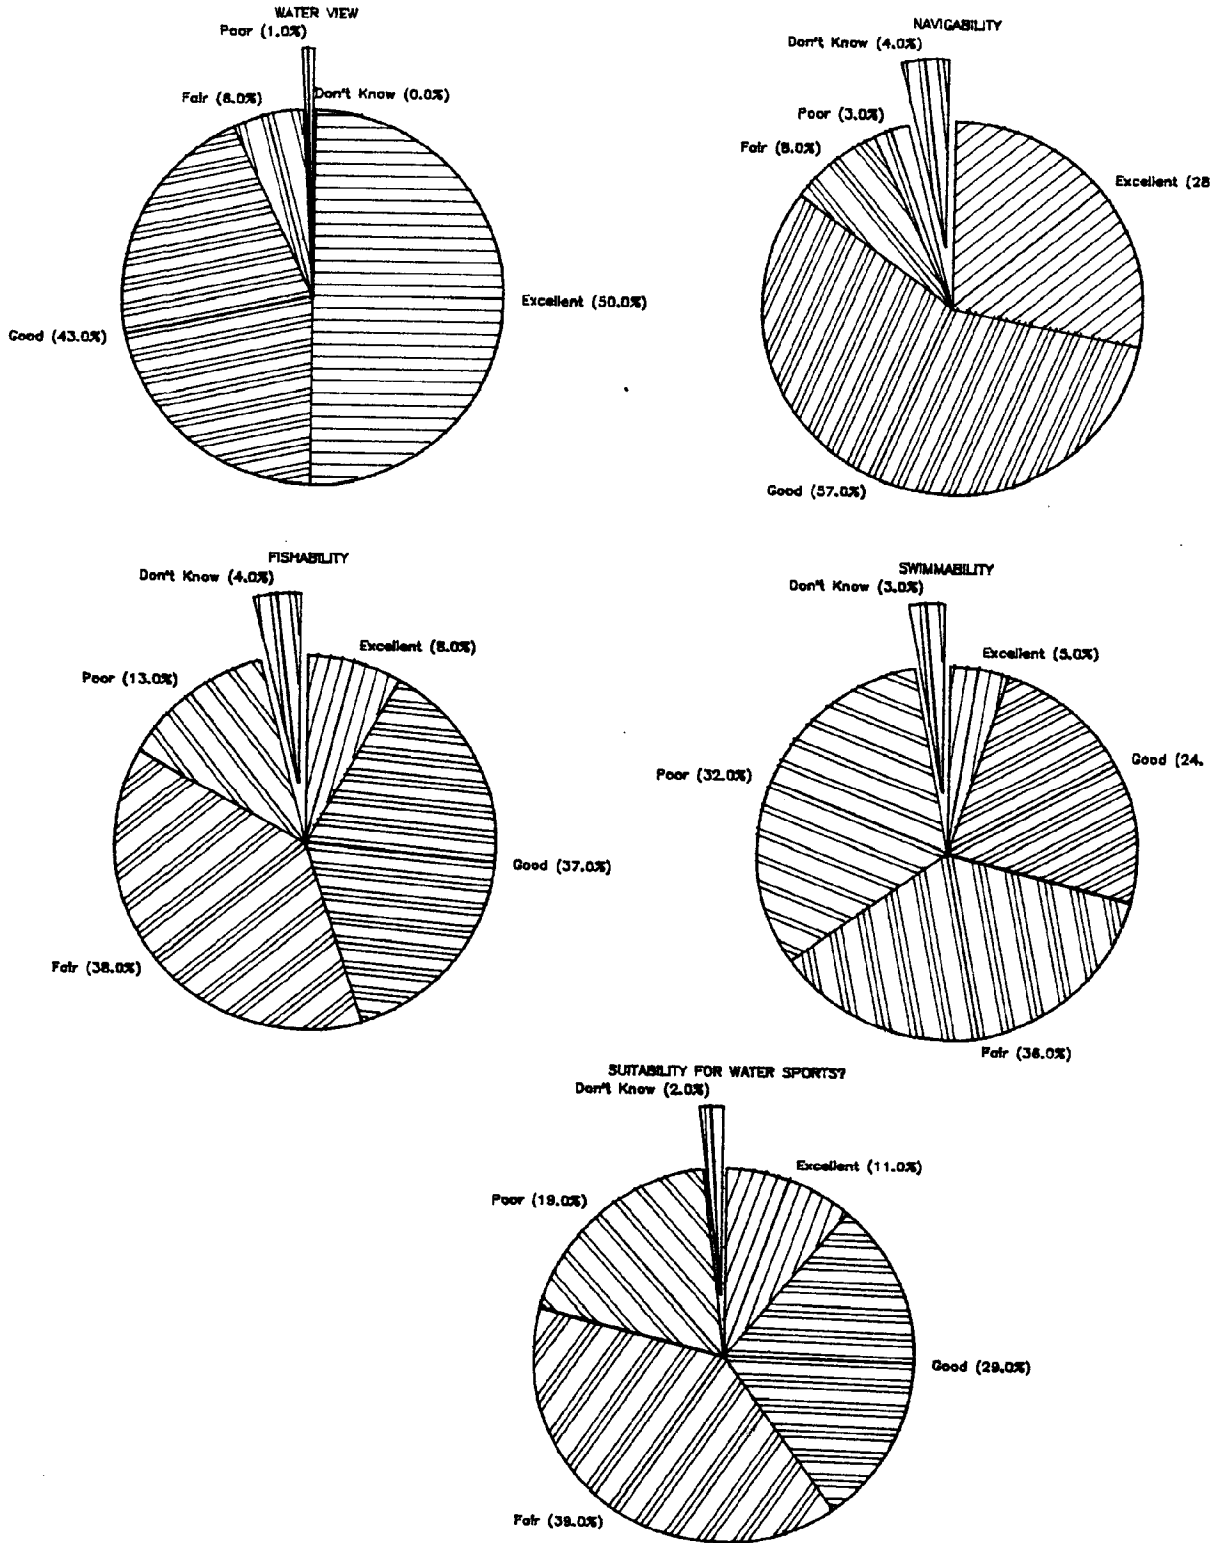 WATER VIEW
Poor (1.0%)
Fair (6.0%)
Don't Know (0.0%)
Excellent (50.0%)
Good (43.0%)
NAVIGABILITY
Don't Know (4.0%)
Poor (3.0%)
Fair (8.0%)
Excellent (28
Good (57.0%)
FISHABILITY
Don't Know (4.0%)
Excellent (8.0%)
Poor (13.0%)
Good (37.0%)
Fair (38.0%)
SWIMMABILITY
Don't Know (3.0%)
Excellent (5.0%)
Good (24.
Poor (32.0%)
Fair (36.0%)
SUITABILITY FOR WATER SPORTS?
Don't Know (2.0%)
Excellent (11.0%)
Poor (19.0%)
Good (29.0%)
Fair (39.0%)